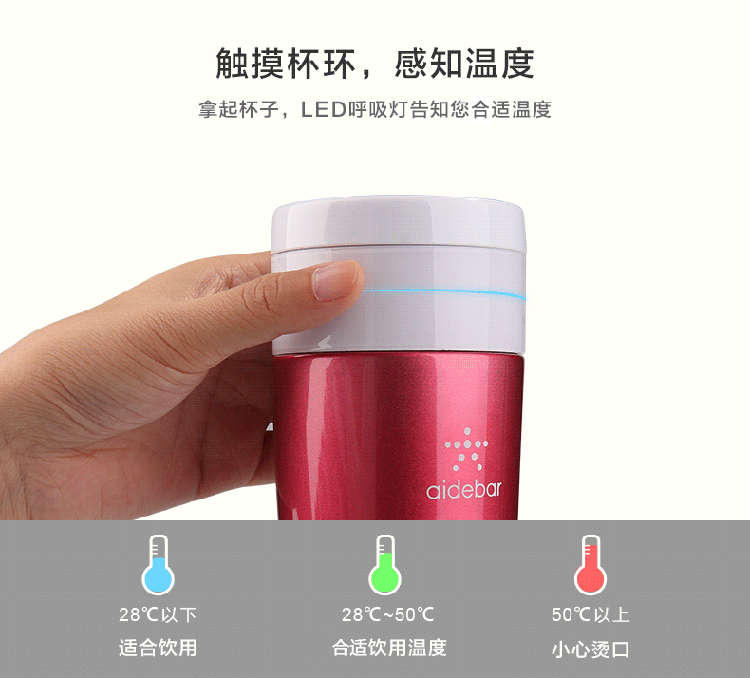 触摸杯环，感知温度
拿起杯子，LED呼吸灯告知您合适温度
aidebar
28℃以下
28℃~50℃
50℃以上
适合饮用
合适饮用温度
小心烫口